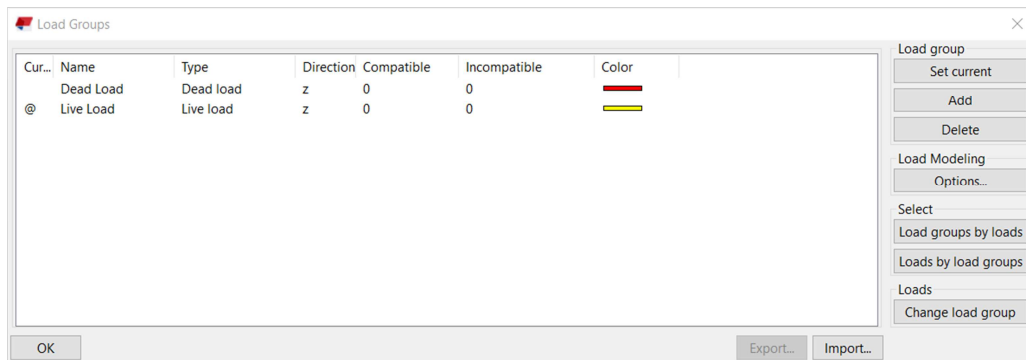 Load Groups
Cur... Name Type Direction Compatible Incompatible Color
Dead Load Dead load z 0 0
@ Live Load Live load z 0 0
Load group
Set current
Add
Delete
Load Modeling
Options...
Select
Load groups by loads
Loads by load groups
Loads
Change load group
OK Export... Import...